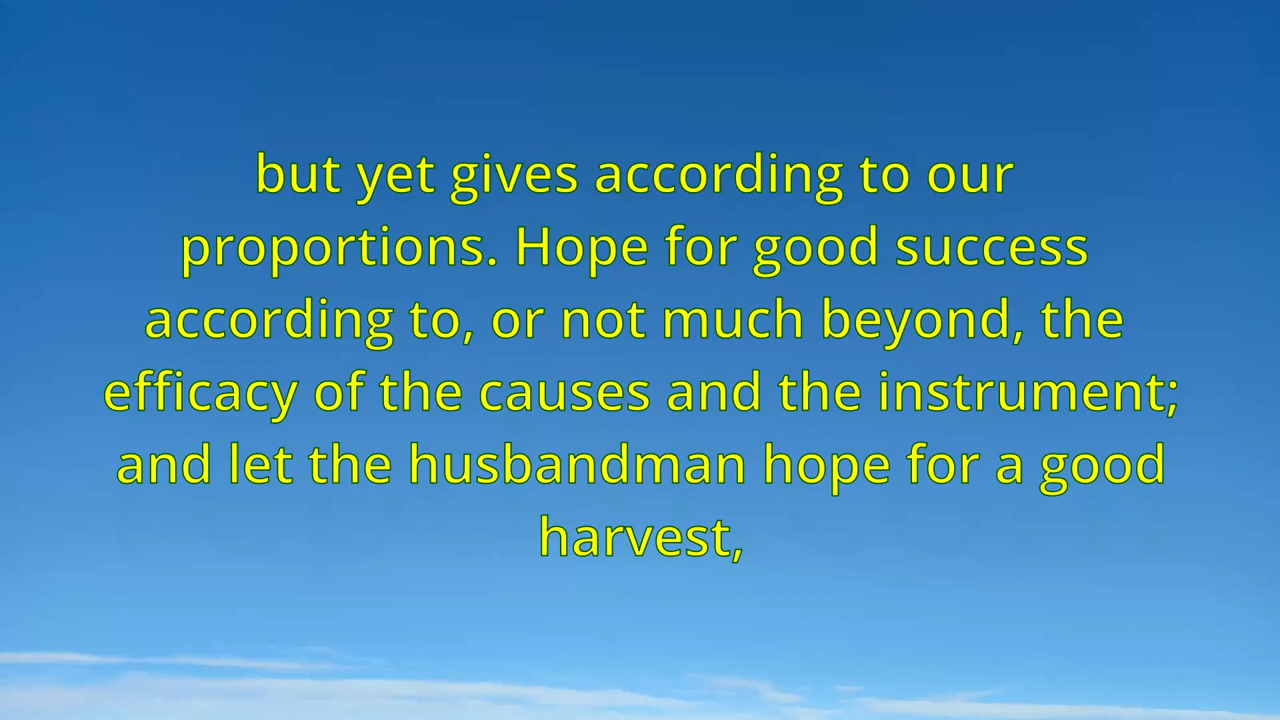 but yet gives according to our
proportions. Hope for good success
according to, or not much beyond, the
efficacy of the causes and the instrument;
and let the husbandman hope for a good
harvest,